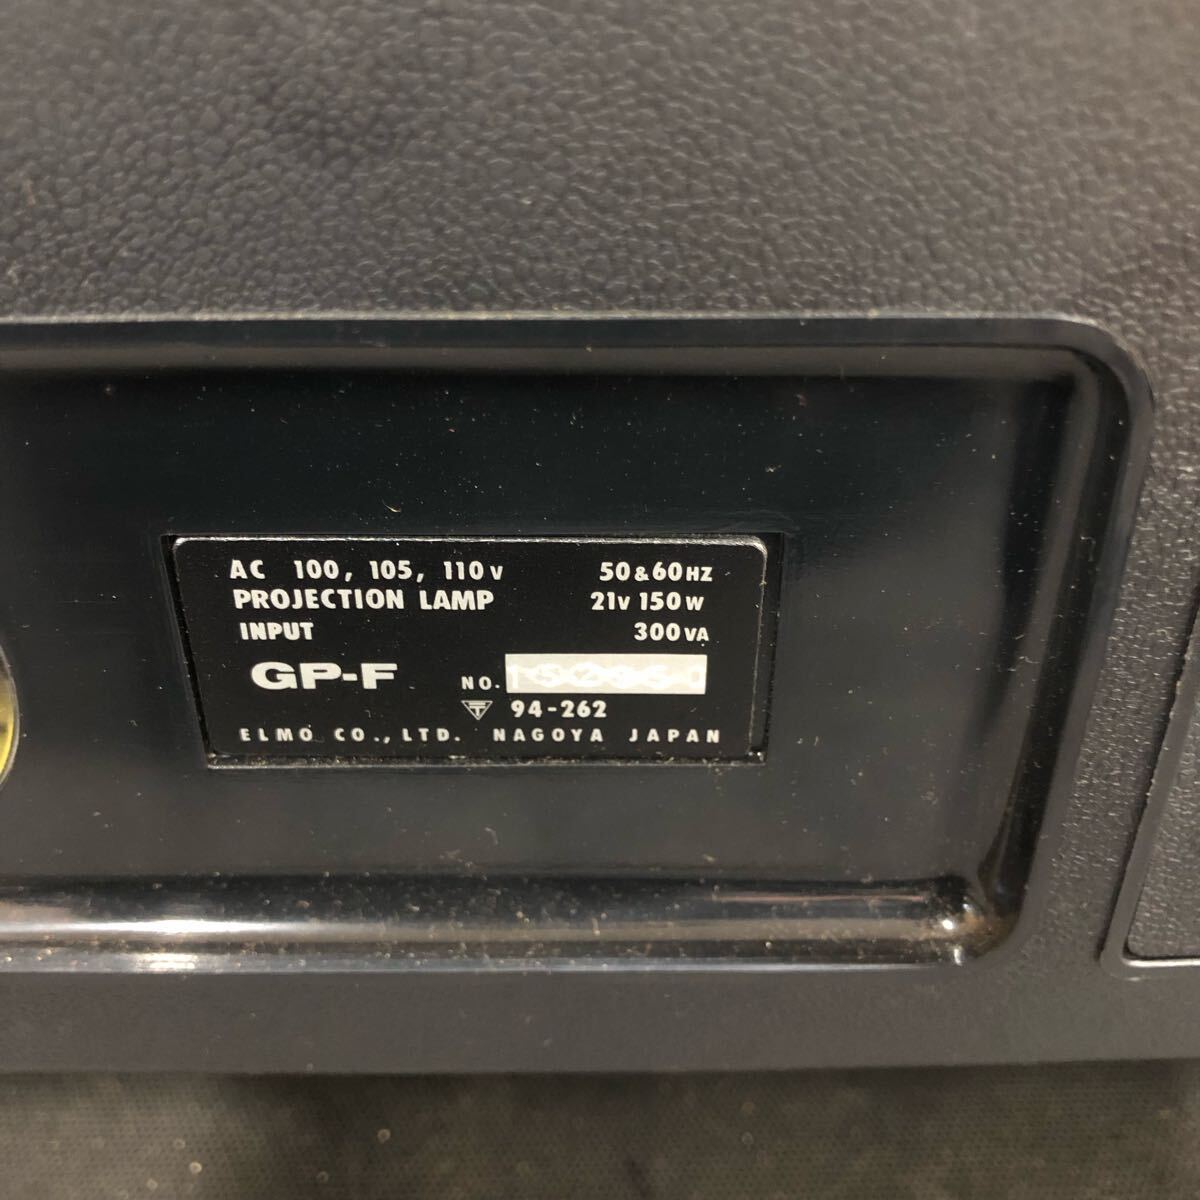 AC 100, 105, 110V 50&60HZ
PROJECTION LAMP 21V 150W
INPUT 300VA
GP-F NO.
94-262
ELMO CO., LTD. NAGOYA JAPAN